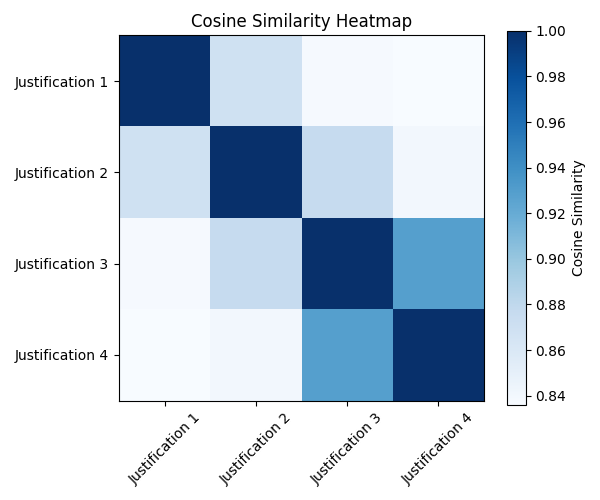 Cosine Similarity Heatmap
Justification 1
Justification 2
Justification 3
Justification 4
Justification 1
Justification 2
Justification 3
Justification 4
1.00
0.98
0.96
0.94
0.92
0.90
0.88
0.86
0.84
Cosine Similarity